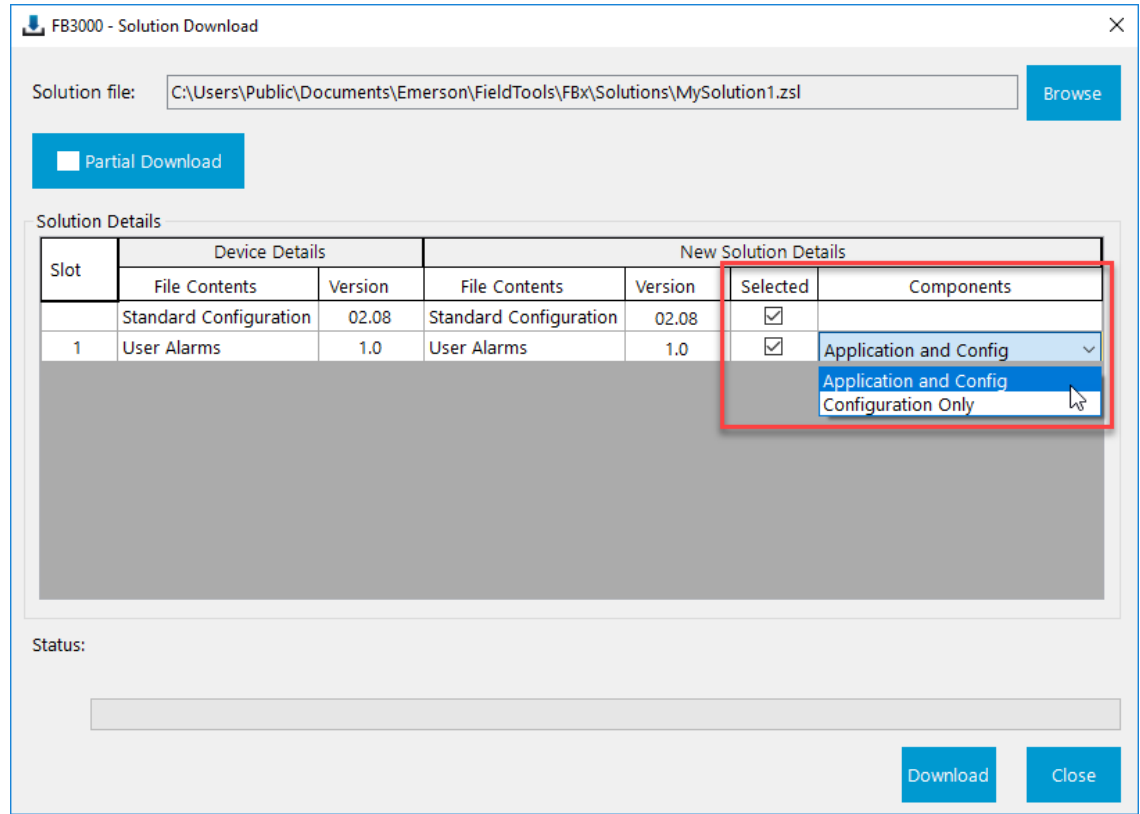 FB3000 - Solution Download
Solution file: C:\Users\Public\Documents\Emerson\FieldTools\FBx\Solutions\MySolution1.zsl Browse
Partial Download
Solution Details
Slot Device Details New Solution Details
File Contents Version File Contents Version Selected Components
Standard Configuration 02.08 Standard Configuration 02.08
1 User Alarms 1.0 User Alarms 1.0 Application and Config
Application and Config
Configuration Only
Status:
Download Close